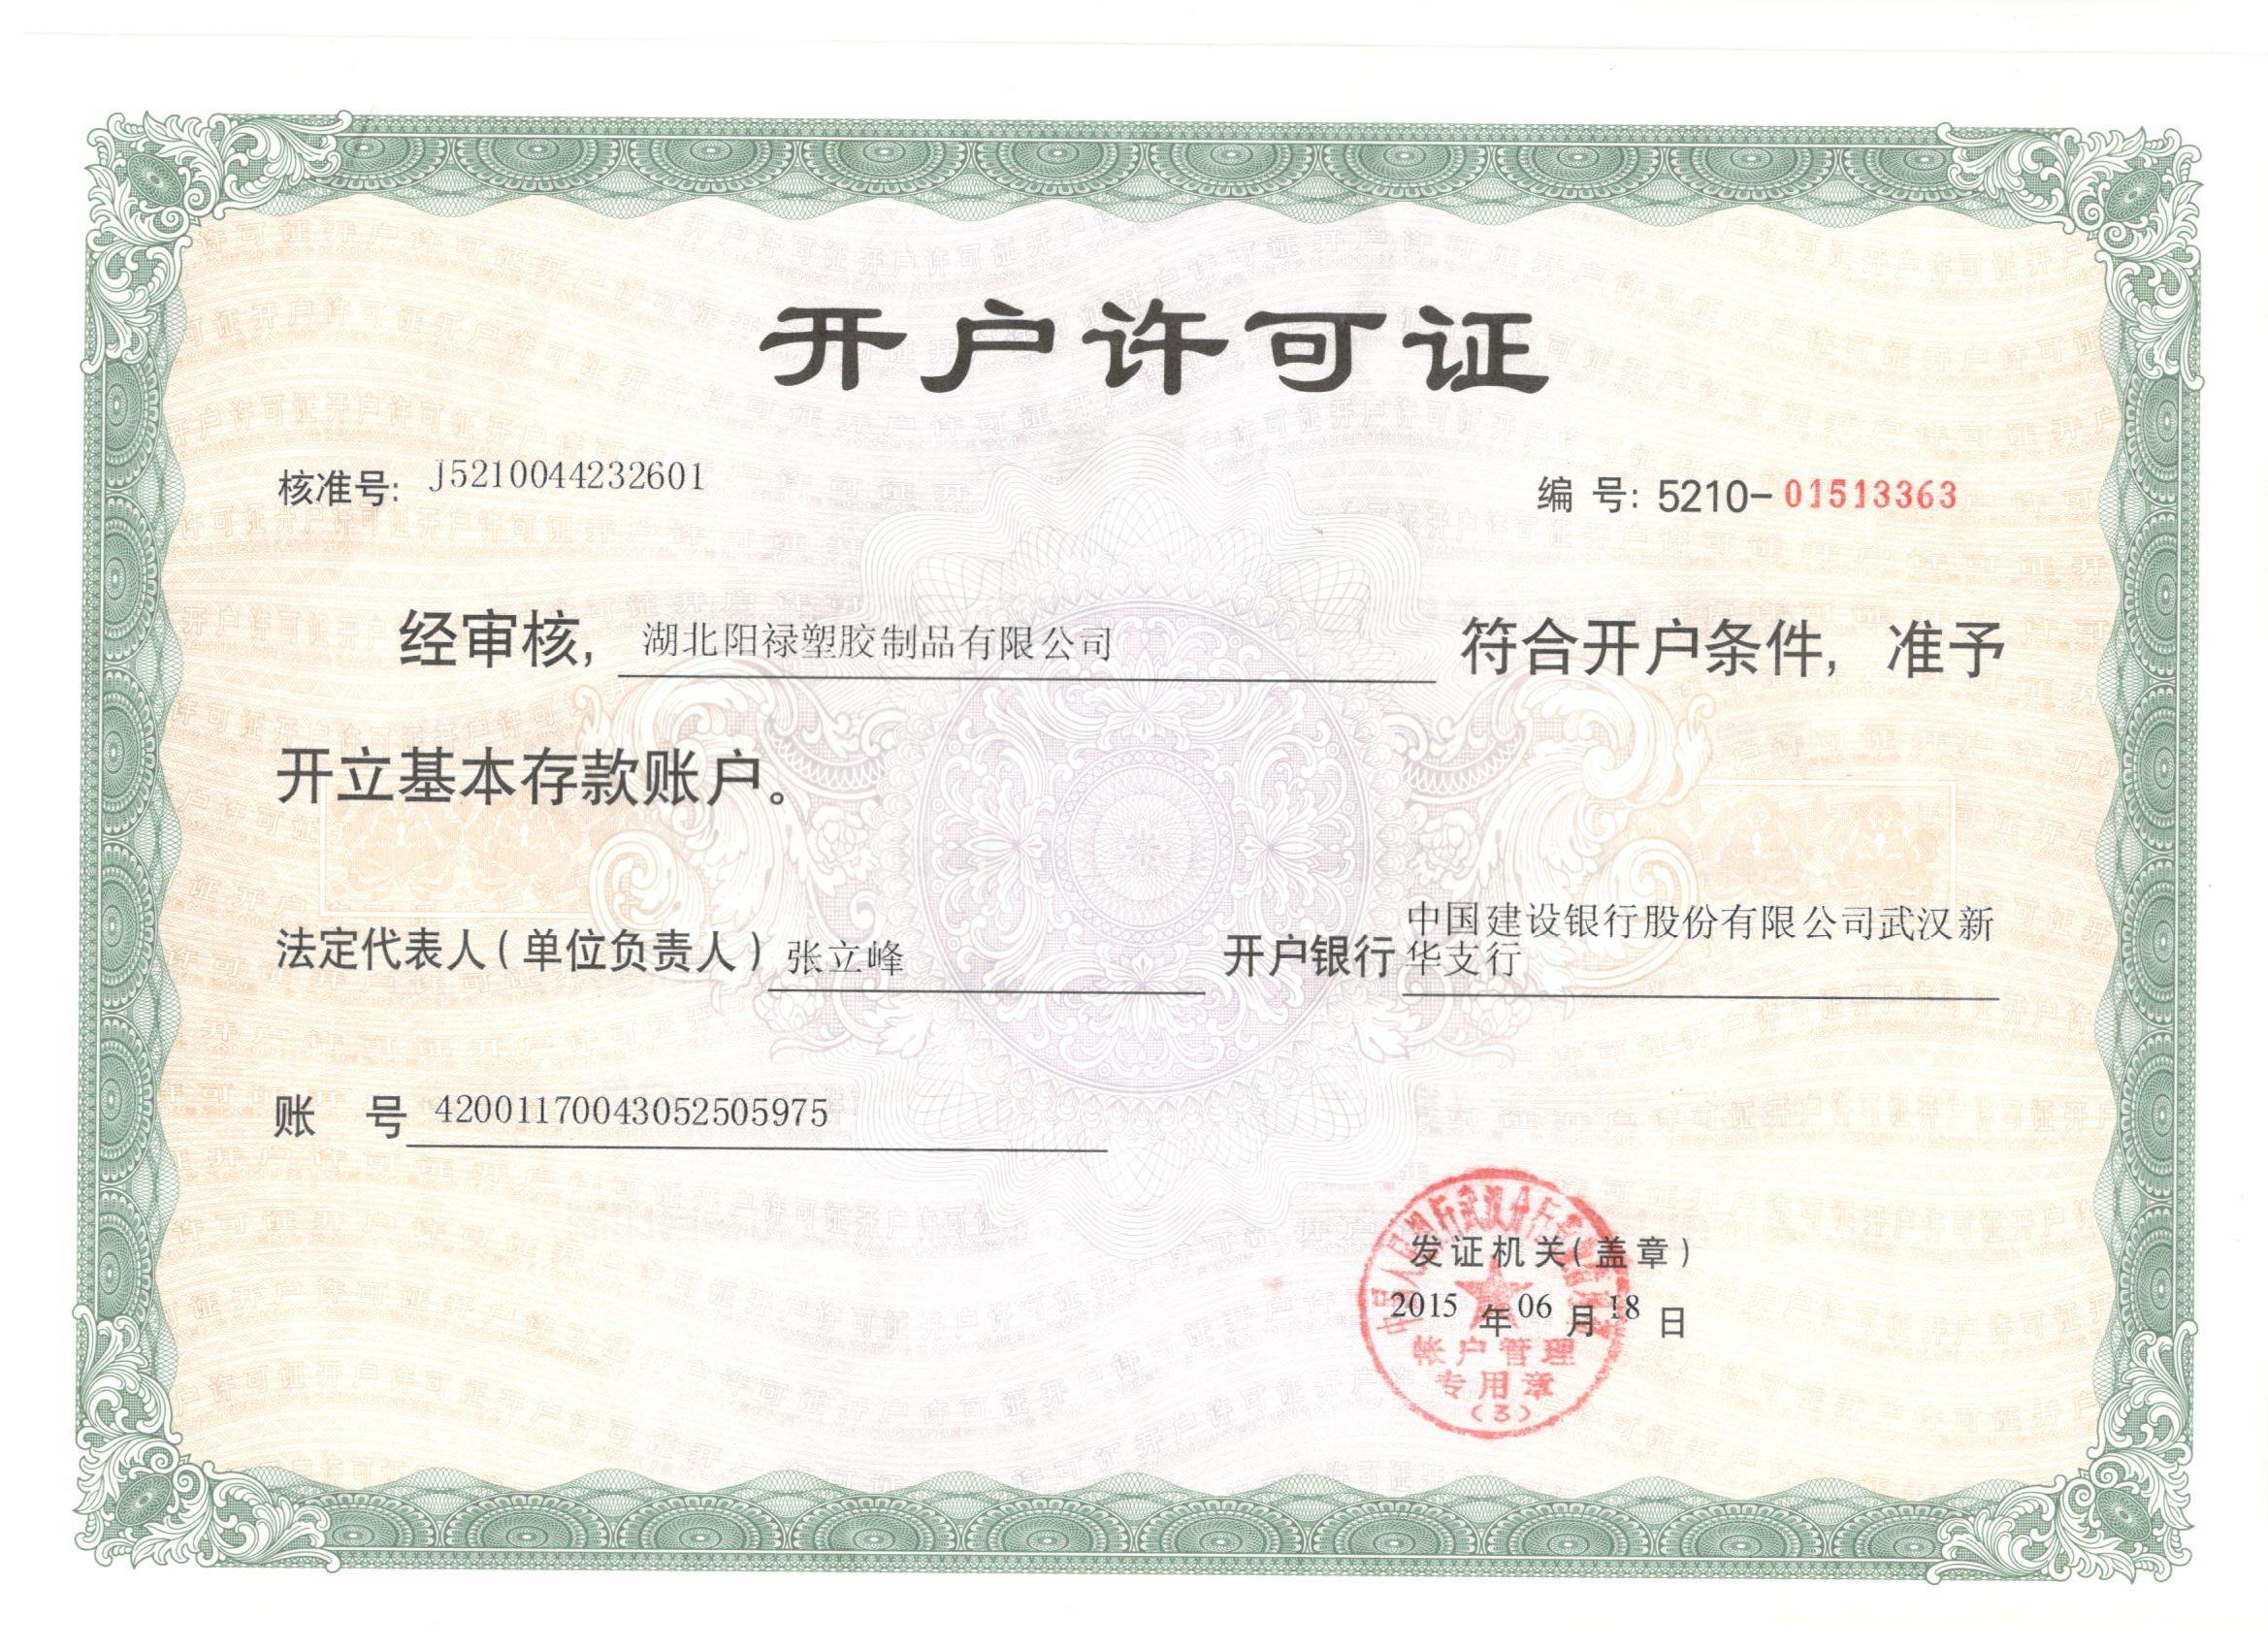 开户许可证
核准号: J5210044232601
编 号: 5210-01513363
经审核, 湖北阳禄塑胶制品有限公司 符合开户条件, 准予
开立基本存款账户。
法定代表人(单位负责人) 张立峰
开户银行 中国建设银行股份有限公司武汉新
华支行
账 号 42001170043052505975
发证机关(盖章)
2015 年 06 月 18 日
帐户管理
专用章
(3)